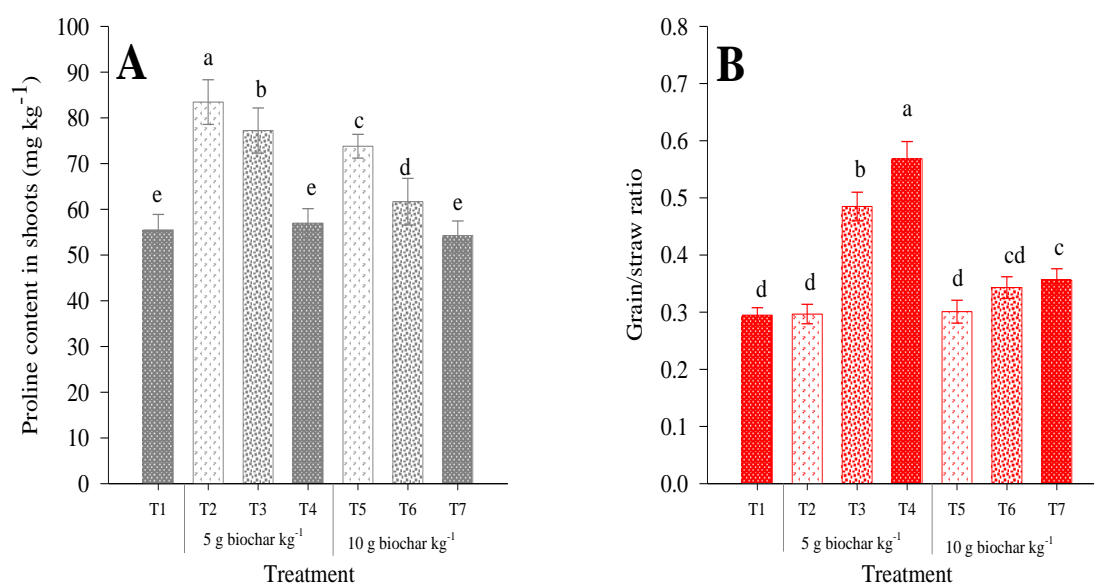 A
Proline content in shoots (mg kg⁻¹)
100
90
80
70
60
50
40
30
20
10
0
e
a
b
e
c
d
e
T1 T2 T3 T4 T5 T6 T7
5 g biochar kg⁻¹ 10 g biochar kg⁻¹
Treatment
B
Grain/straw ratio
0.8
0.7
0.6
0.5
0.4
0.3
0.2
0.1
0.0
d
d
b
a
d
cd
c
T1 T2 T3 T4 T5 T6 T7
5 g biochar kg⁻¹ 10 g biochar kg⁻¹
Treatment